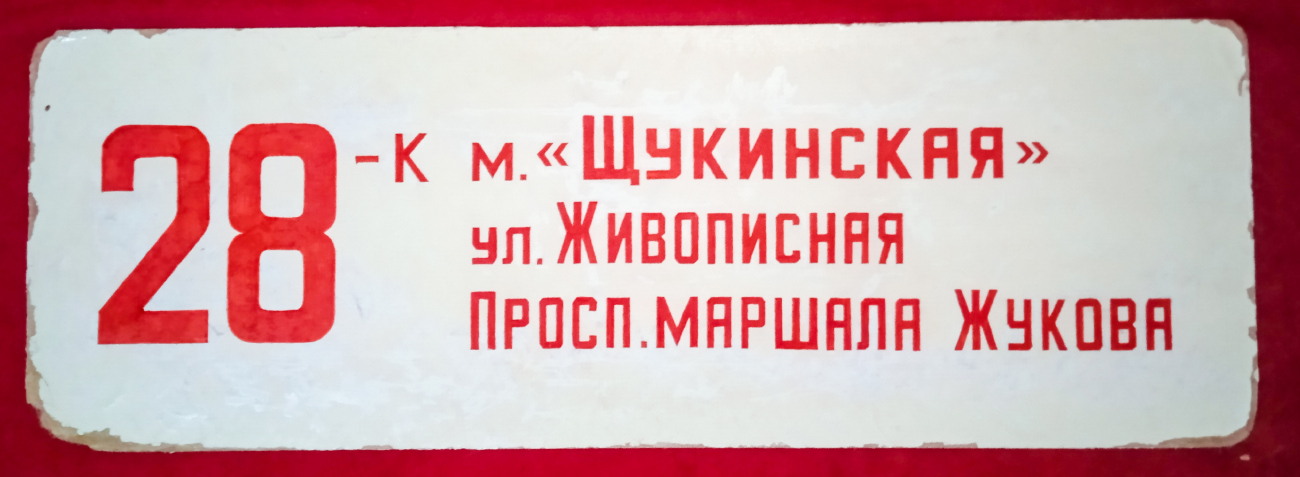 28-к м. «Щукинская»
ул. Живописная
Просп. маршала Жукова